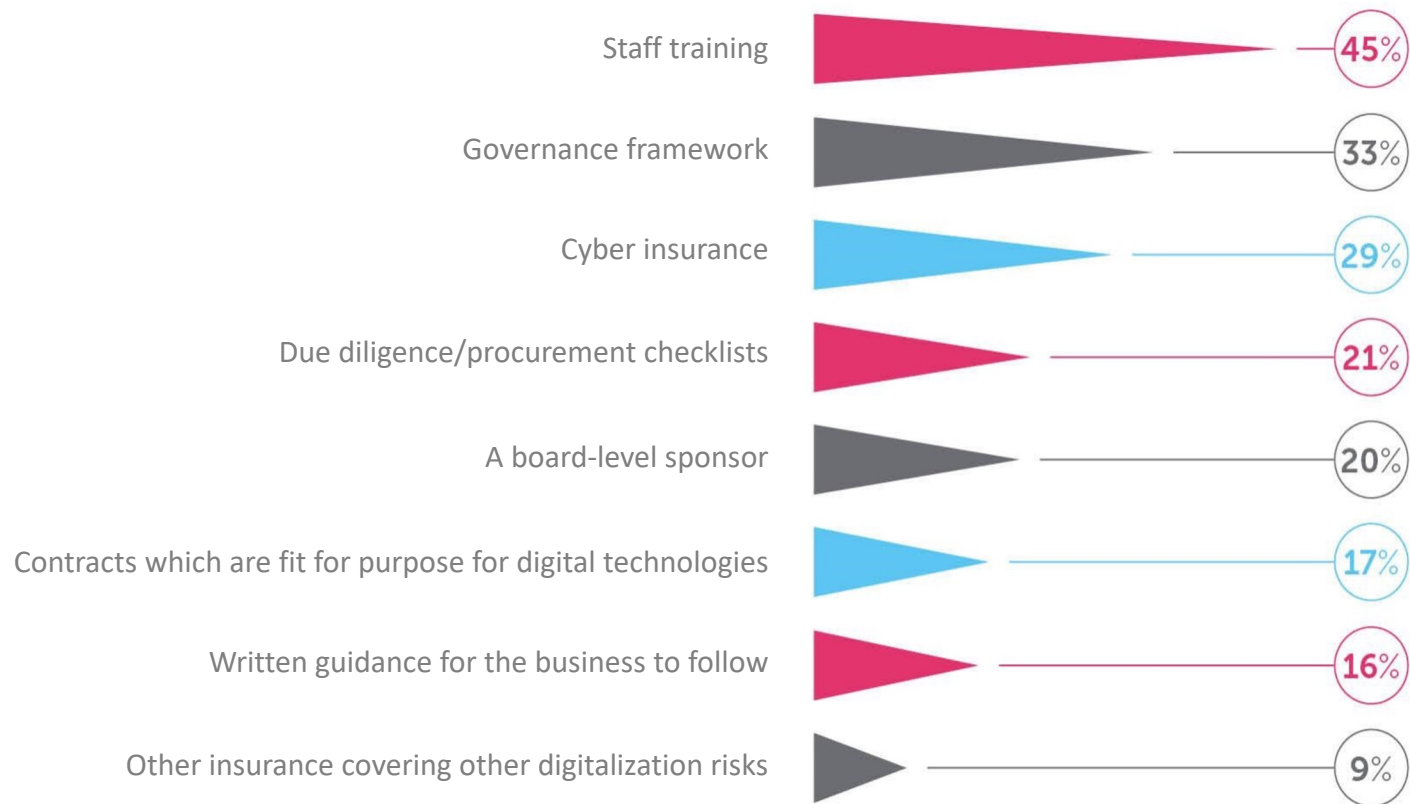 Staff training 45%
Governance framework 33%
Cyber insurance 29%
Due diligence/procurement checklists 21%
A board-level sponsor 20%
Contracts which are fit for purpose for digital technologies 17%
Written guidance for the business to follow 16%
Other insurance covering other digitalization risks 9%